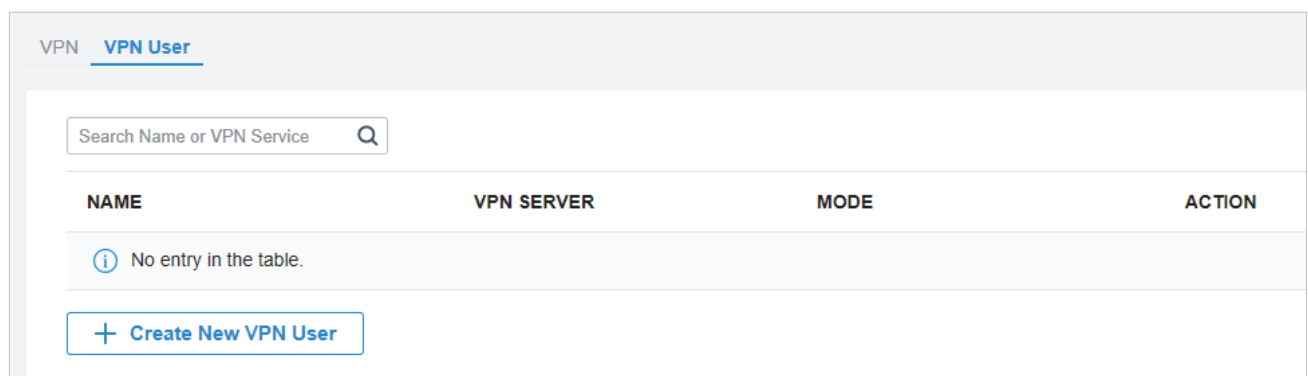 VPN VPN User
Search Name or VPN Service
NAME VPN SERVER MODE ACTION
No entry in the table.
Create New VPN User